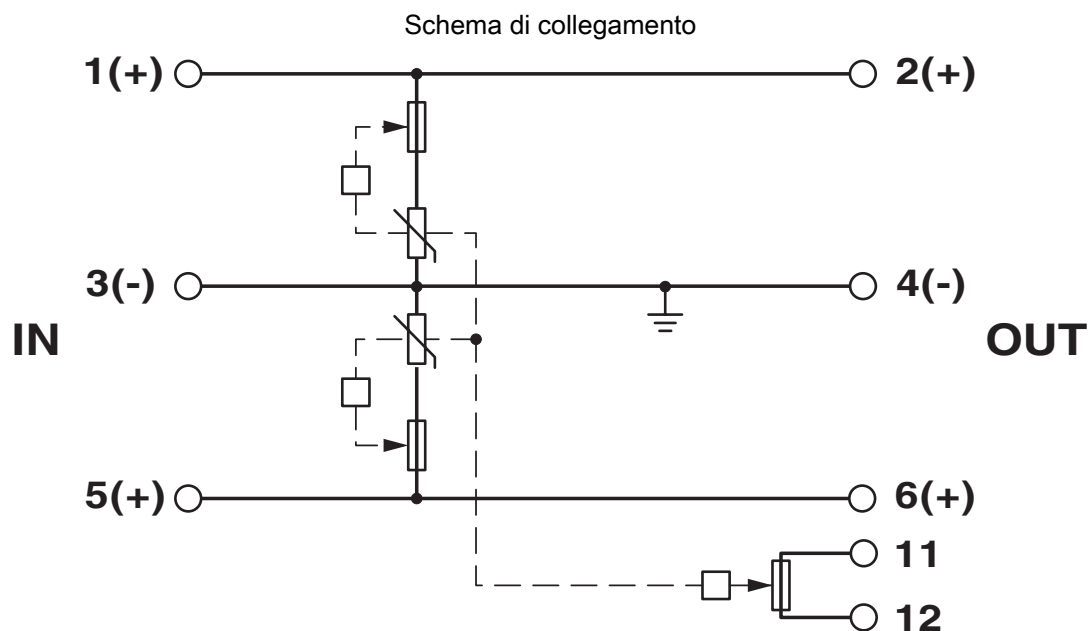 Schema di collegamento
1(+) 2(+)
3(-) 4(-)
IN OUT
5(+) 6(+)
11
12